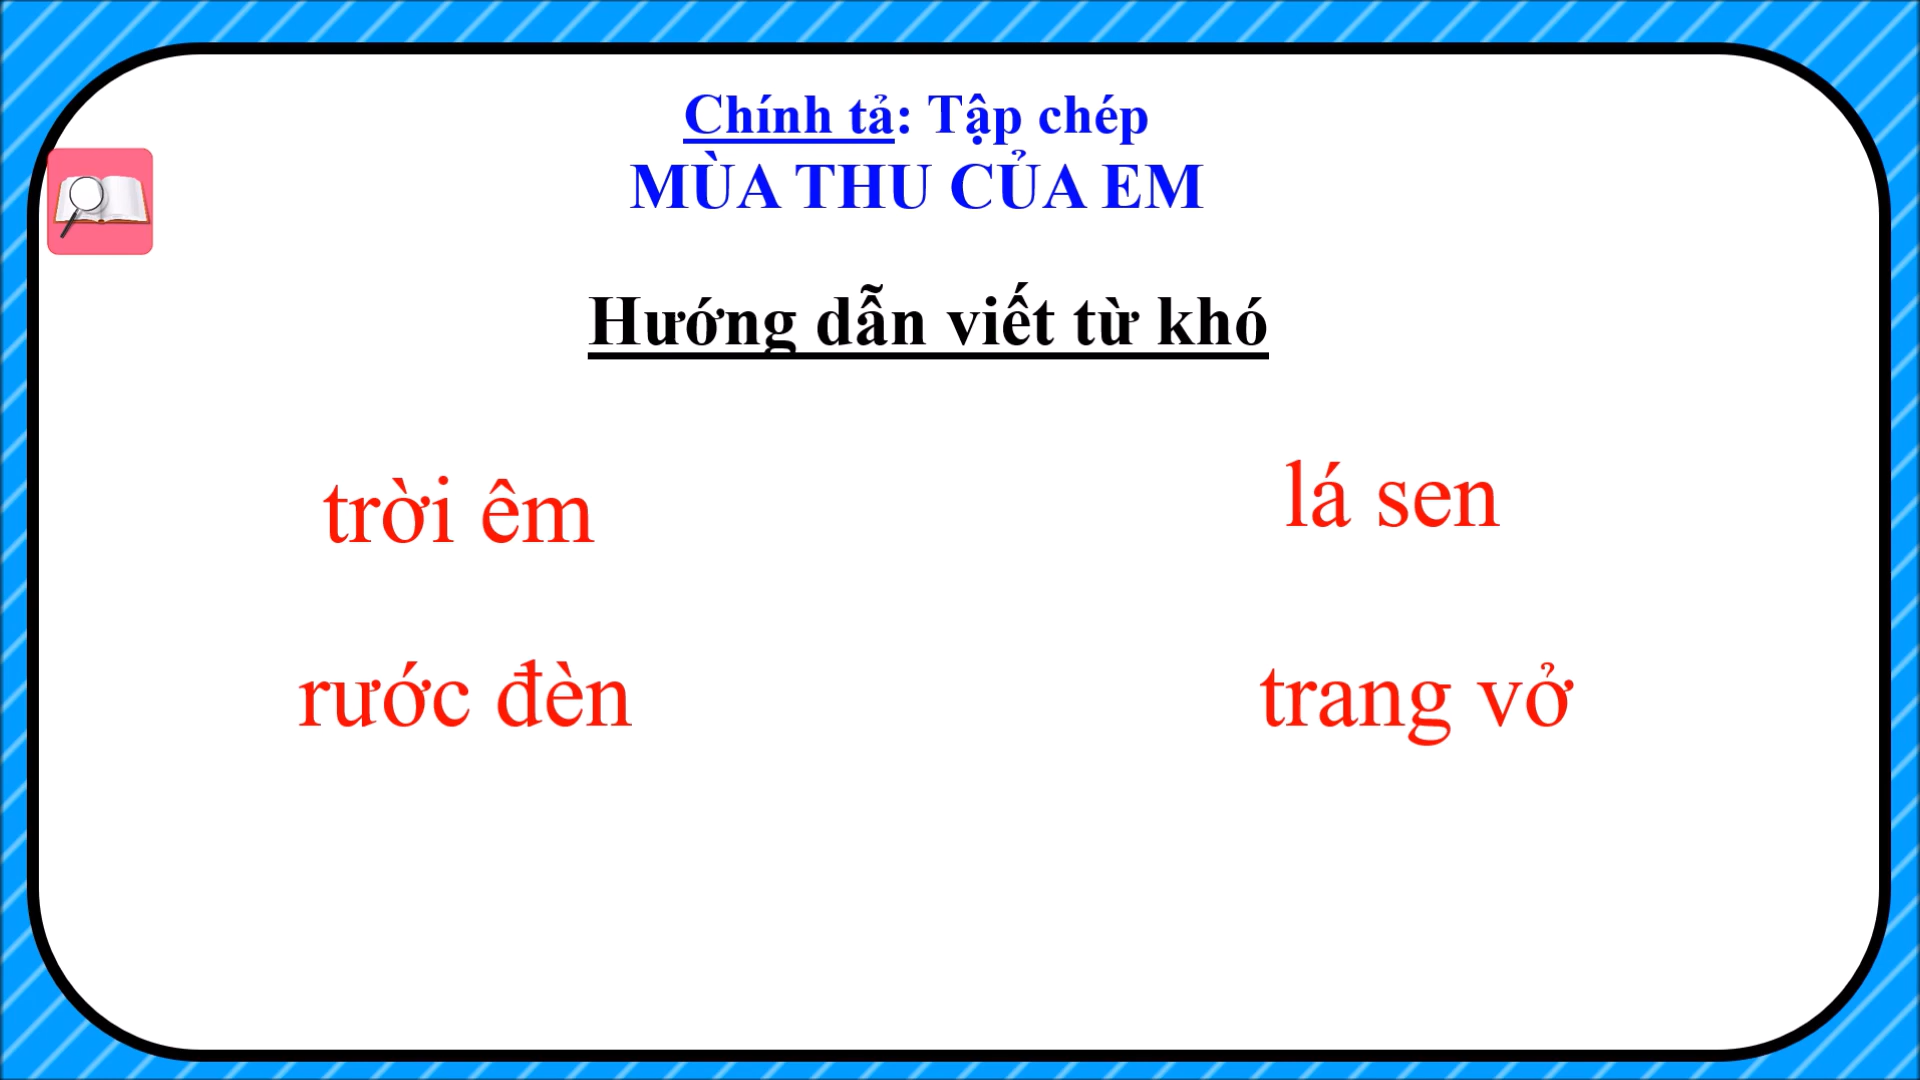 Chính tả: Tập chép
MÙA THU CỦA EM
Hướng dẫn viết từ khó
trời êm
lá sen
rước đèn
trang vở